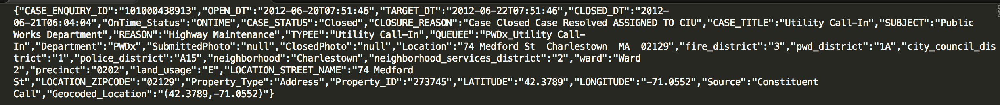 {"CASE_ENQUIRY_ID":"101000438913","OPEN_DT":"2012-06-20T07:51:46","TARGET_DT":"2012-06-22T07:51:46","CLOSED_DT":"2012-
06-21T06:04:04","OnTime_Status":"ONTIME","CASE_STATUS":"Closed","CLOSURE_REASON":"Case Closed Case Resolved ASSIGNED TO CIU","CASE_TITLE":"Utility Call-In","SUBJECT":"Public
Works Department","REASON":"Highway Maintenance","TYPEE":"Utility Call-In","QUEUEE":"PWDx_Utility Call-
In","Department":"PWDx","SubmittedPhoto":"null","ClosedPhoto":"null","Location":"74 Medford St  Charlestown  MA  02129","fire_district":"3","pwd_district":"1A","city_council_dis
trict":"1","police_district":"A15","neighborhood":"Charlestown","neighborhood_services_district":"2","ward":"Ward
2","precinct":"0202","land_usage":"E","LOCATION_STREET_NAME":"74 Medford
St","LOCATION_ZIPCODE":"02129","Property_Type":"Address","Property_ID":"273745","LATITUDE":"42.3789","LONGITUDE":"-71.0552","Source":"Constituent
Call","Geocoded_Location":"(42.3789,-71.0552)"}